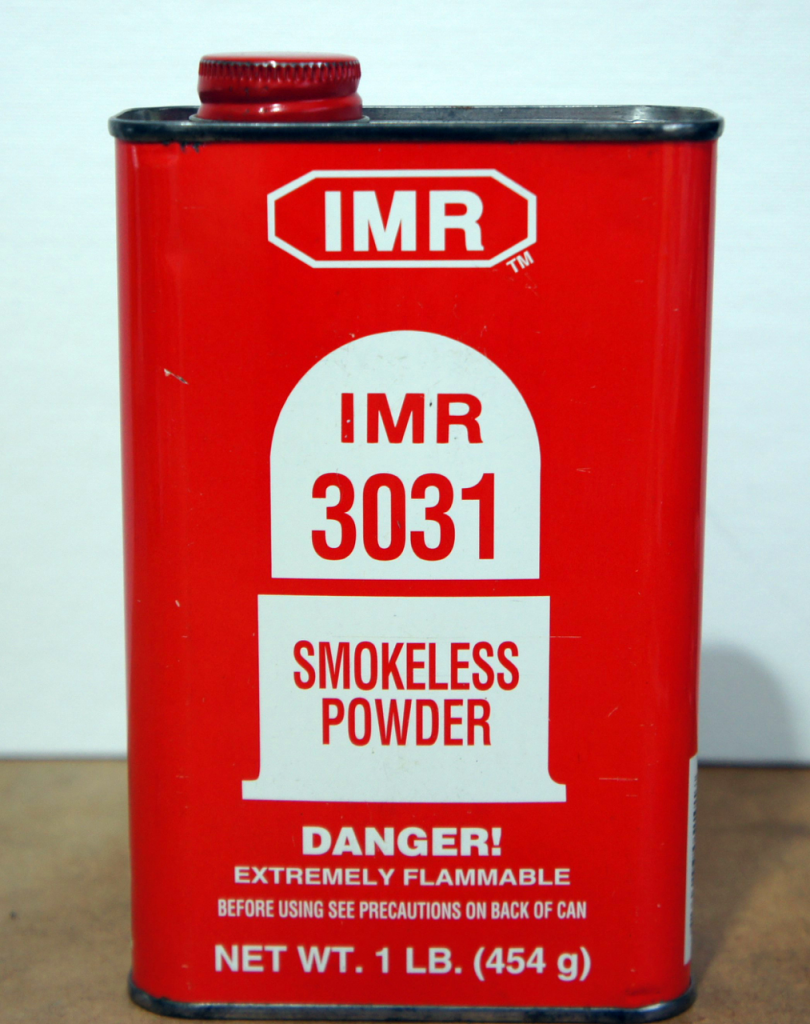 IMR
TM
IMR
3031
SMOKELESS
POWDER
DANGER!
EXTREMELY FLAMMABLE
BEFORE USING SEE PRECAUTIONS ON BACK OF CAN
NET WT. 1 LB. (454 g)